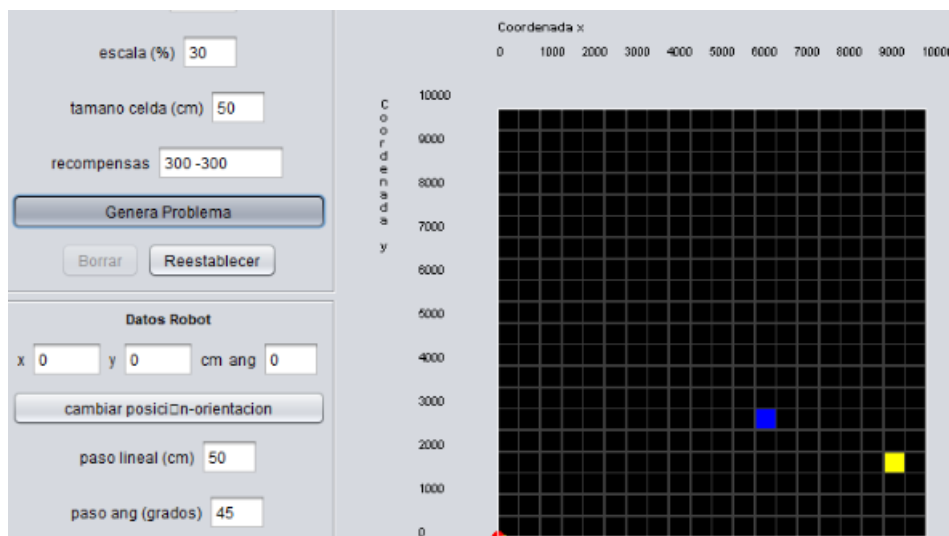 escala (%) 30
tamano celda (cm) 50
recompensas 300 -300
Genera Problema
Borrar Reestablecer
Datos Robot
x 0 y 0 cm ang 0
cambiar posici□n-orientacion
paso lineal (cm) 50
paso ang (grados) 45
Coordenada x
0 1000 2000 3000 4000 5000 6000 7000 8000 9000 10000
Coordenada y
10000
9000
8000
7000
6000
5000
4000
3000
2000
1000
0